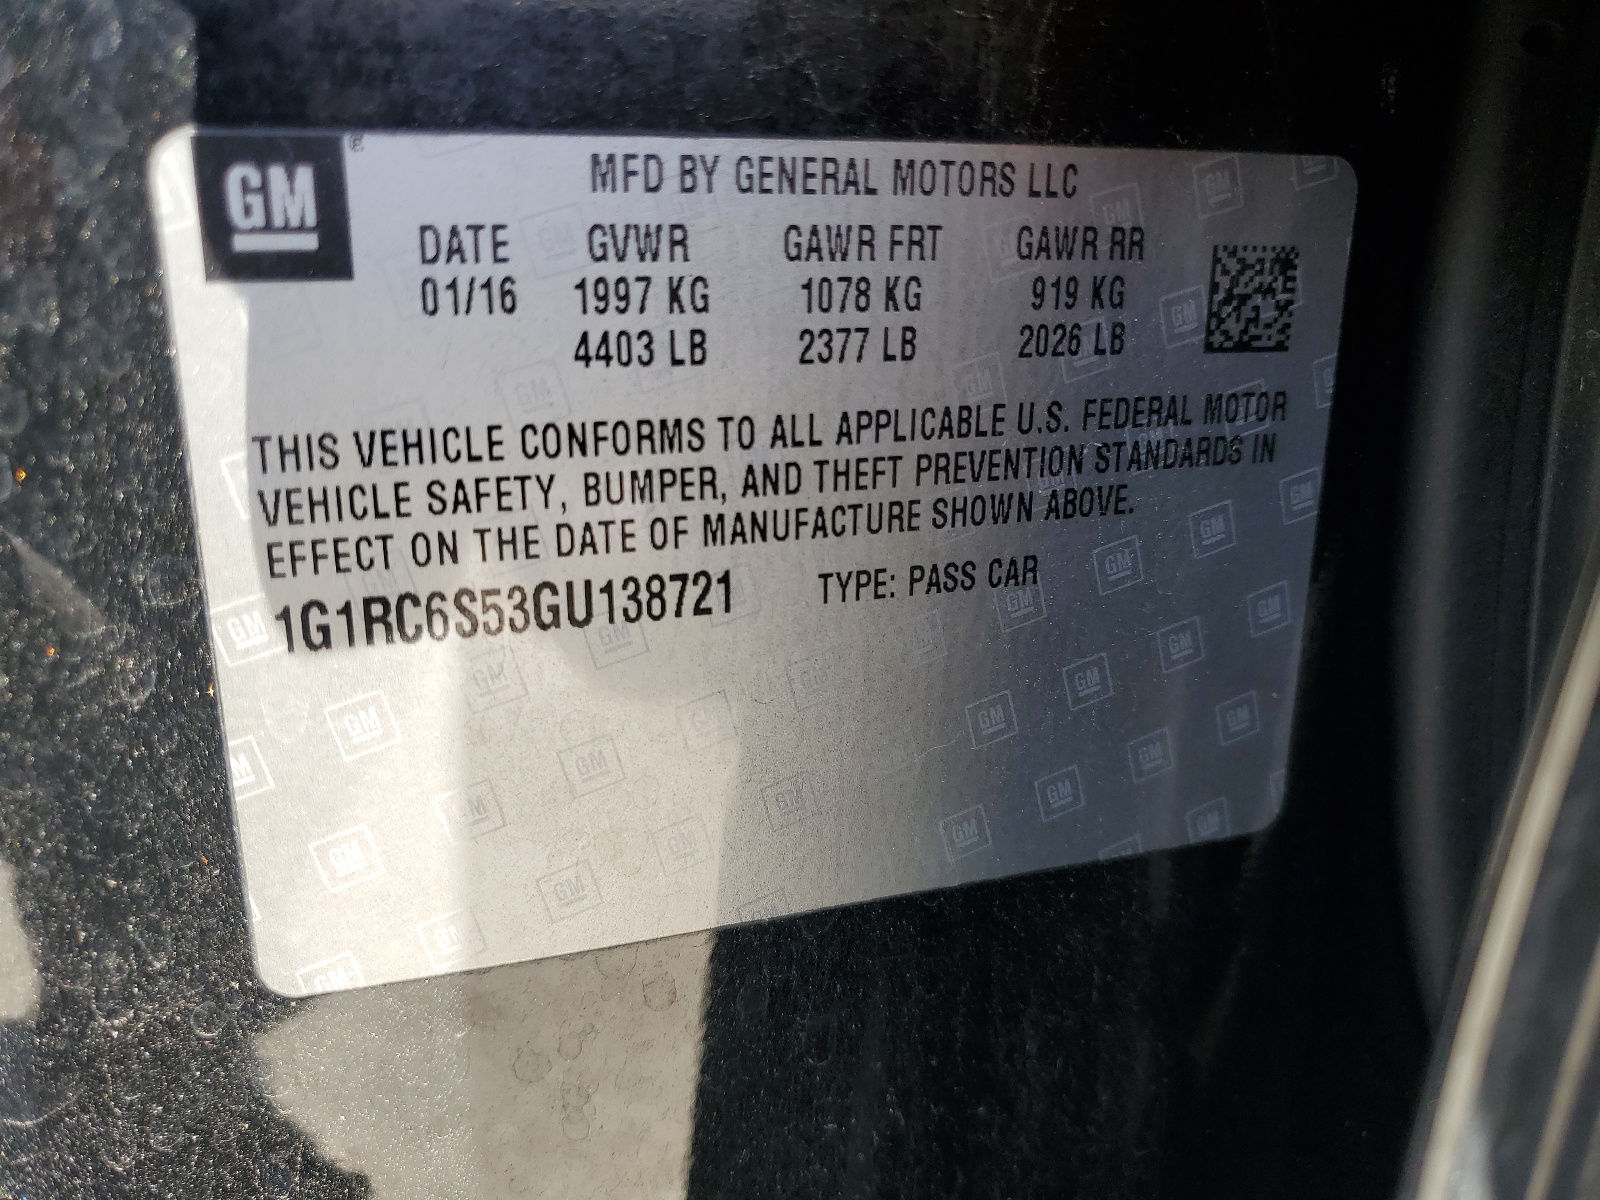 GM ®
MFD BY GENERAL MOTORS LLC
DATE GVWR GAWR FRT GAWR RR
01/16 1997 KG 1078 KG 919 KG
4403 LB 2377 LB 2026 LB
THIS VEHICLE CONFORMS TO ALL APPLICABLE U.S. FEDERAL MOTOR
VEHICLE SAFETY, BUMPER, AND THEFT PREVENTION STANDARDS IN
EFFECT ON THE DATE OF MANUFACTURE SHOWN ABOVE.
1G1RC6S53GU138721 TYPE: PASS CAR